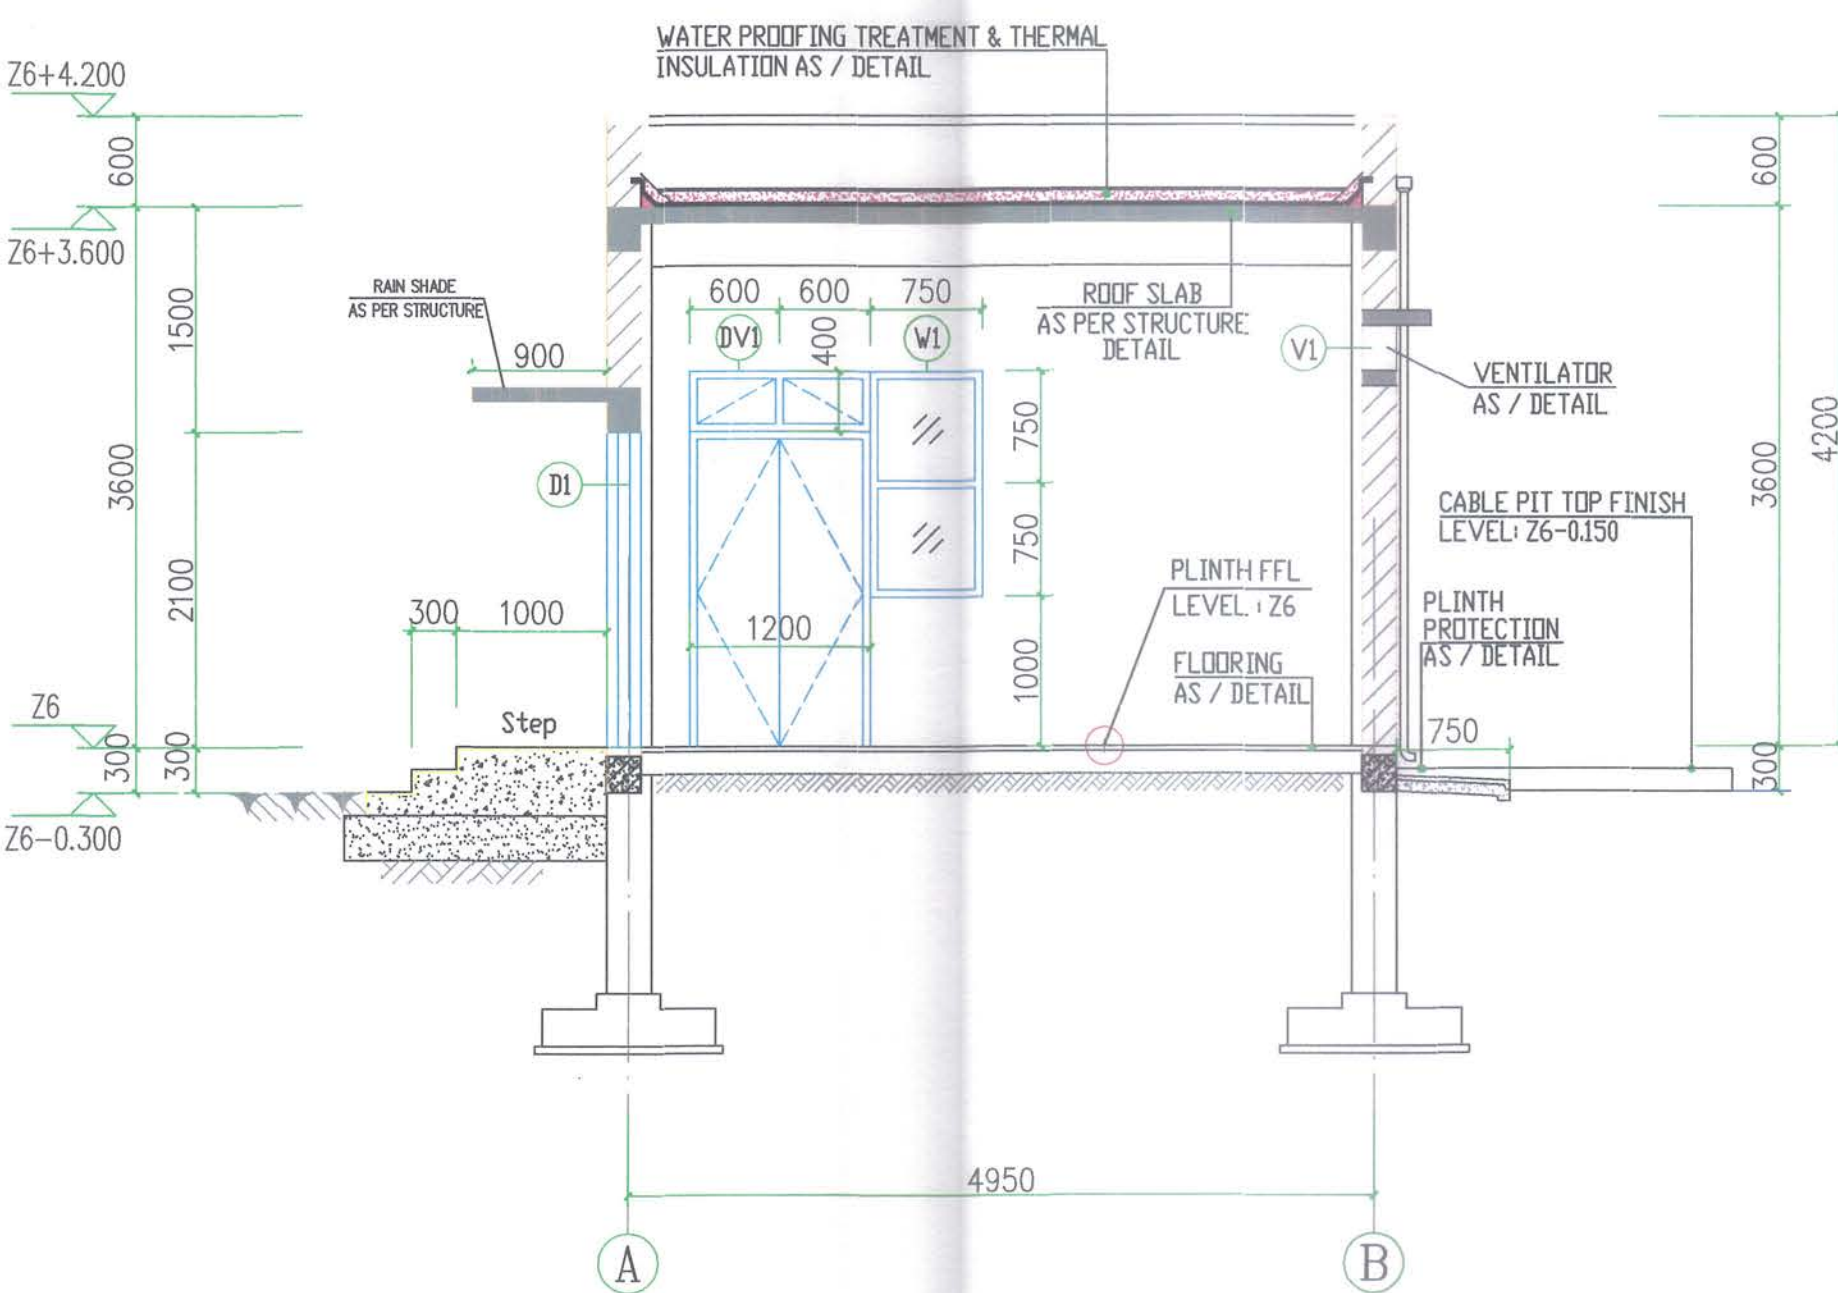 WATER PROOFING TREATMENT & THERMAL
INSULATION AS / DETAIL
Z6+4.200
600
600
Z6+3.600
RAIN SHADE
AS PER STRUCTURE
900
600
600
750
DV1
400
W1
ROOF SLAB
AS PER STRUCTURE
DETAIL
V1
VENTILATOR
AS / DETAIL
1500
3600
2100
D1
750
750
1000
3600
4200
CABLE PIT TOP FINISH
LEVEL: Z6-0.150
PLINTH FFL
LEVEL : Z6
PLINTH
PROTECTION
AS / DETAIL
300
1000
1200
FLOORING
AS / DETAIL
Z6
Step
750
300
300
300
Z6-0.300
4950
A
B